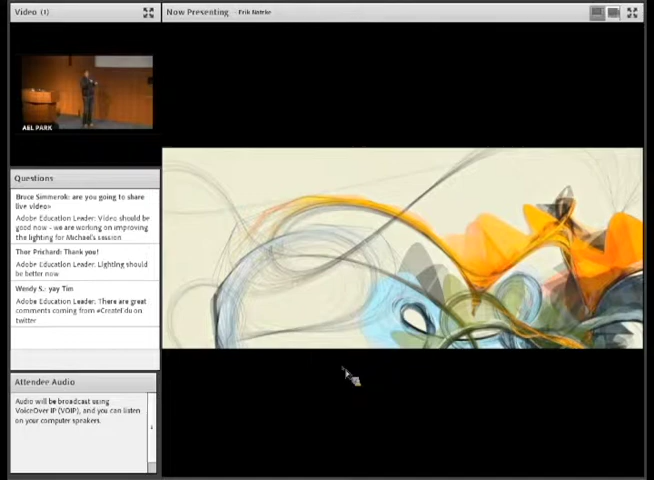 Video (1)
Now Presenting - Erik Natzke
AEL PARK
Questions
Bruce Simmerok: are you going to share
live video>
Adobe Education Leader: Video should be
good now - we are working on improving
the lighting for Michael's session
Thor Prichard: Thank you!
Adobe Education Leader: Lighting should
be better now
Wendy S.: yay Tim
Adobe Education Leader: There are great
comments coming from #CreateEdu on
twitter
Attendee Audio
Audio will be broadcast using
VoiceOver IP (VOIP), and you can listen
on your computer speakers.